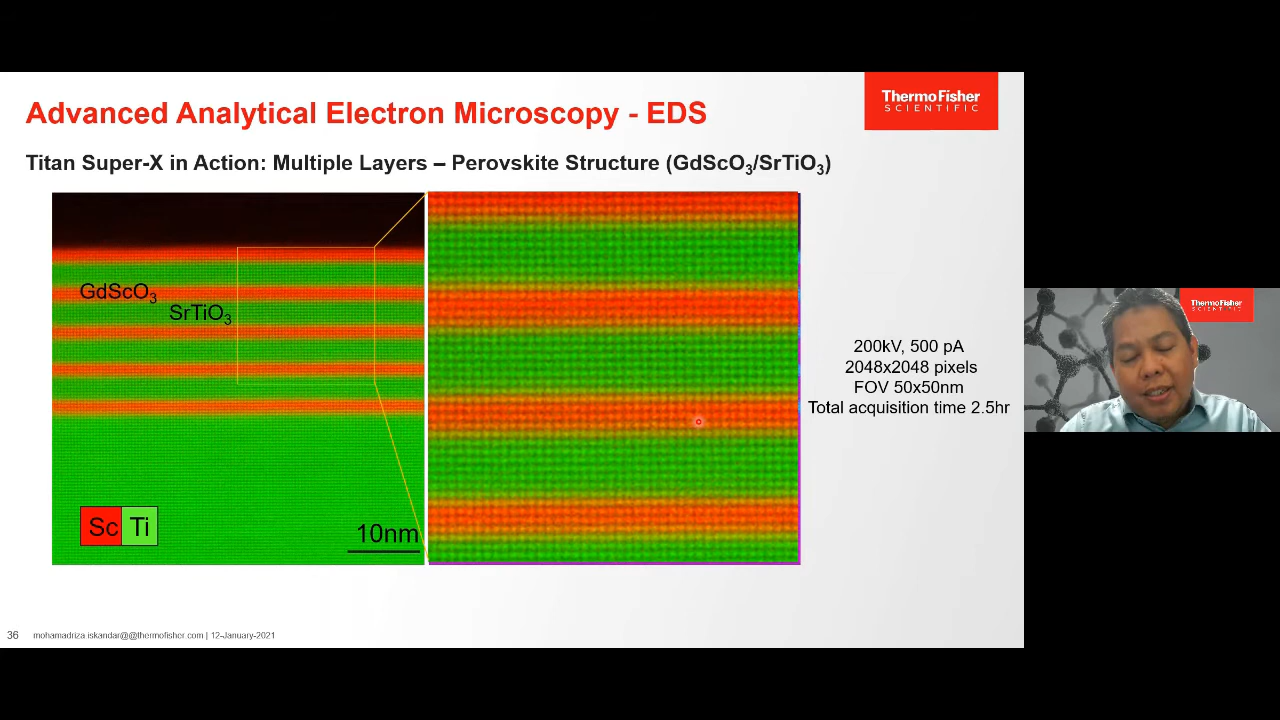 Advanced Analytical Electron Microscopy - EDS
ThermoFisher
SCIENTIFIC
Titan Super-X in Action: Multiple Layers – Perovskite Structure (GdScO₃/SrTiO₃)
GdScO₃
SrTiO₃
Sc Ti
10nm
200kV, 500 pA
2048x2048 pixels
FOV 50x50nm
Total acquisition time 2.5hr
ThermoFisher
SCIENTIFIC
36 mohamadriza.iskandar@@thermofisher.com | 12-January-2021